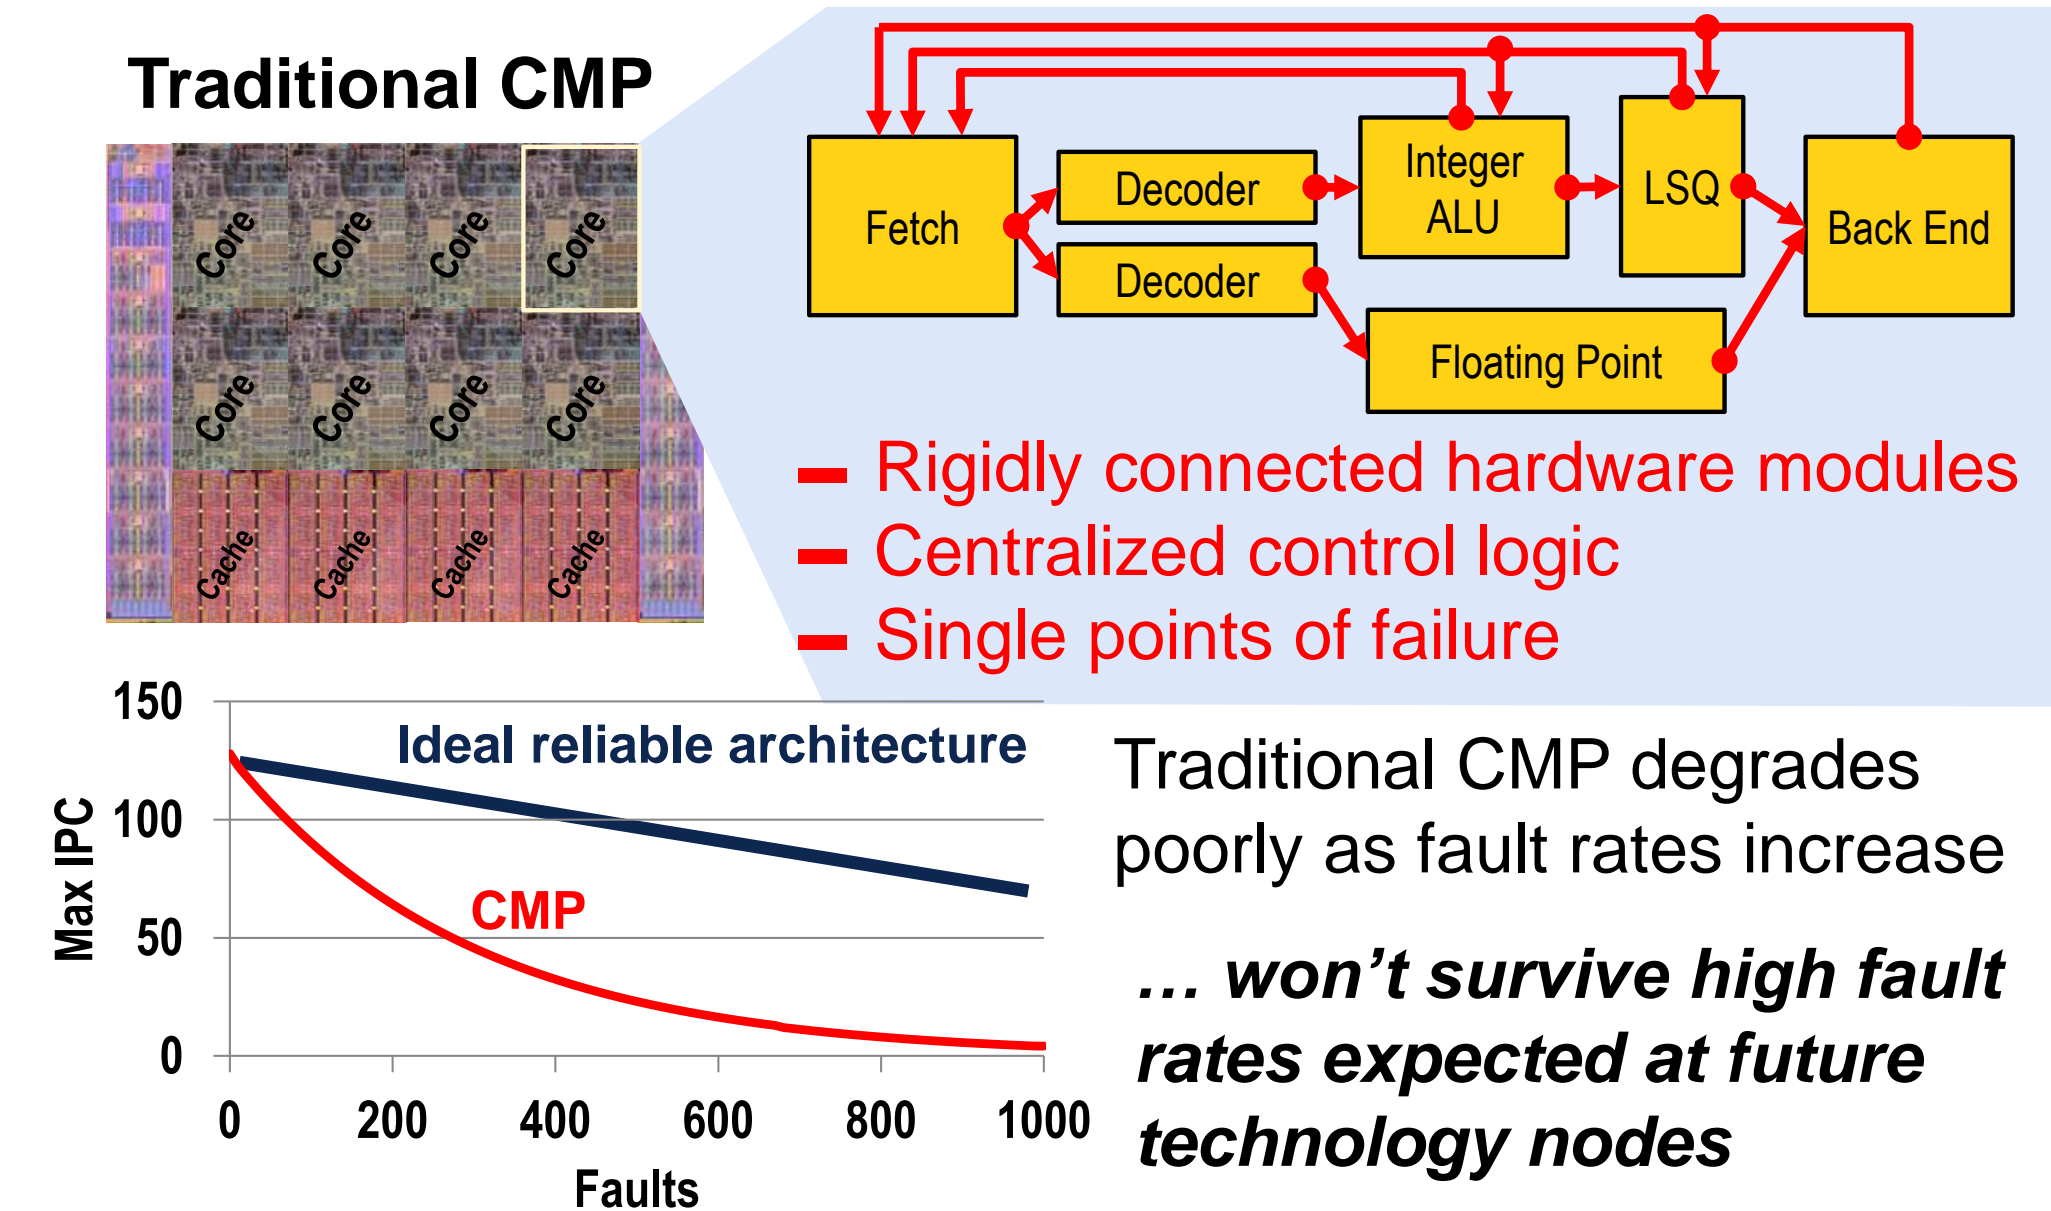 Traditional CMP
Core
Core
Core
Core
Core
Core
Core
Core
Cache
Cache
Cache
Cache
Fetch
Decoder
Decoder
Integer
ALU
LSQ
Back End
Floating Point
Rigidly connected hardware modules
Centralized control logic
Single points of failure
150
100
50
0
Max IPC
Ideal reliable architecture
CMP
0 200 400 600 800 1000
Faults
Traditional CMP degrades
poorly as fault rates increase
… won’t survive high fault
rates expected at future
technology nodes